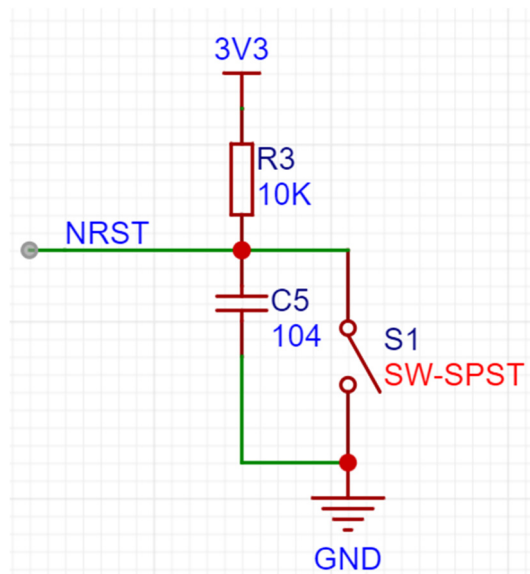 3V3
R3
10K
NRST
C5
104
S1
SW-SPST
GND